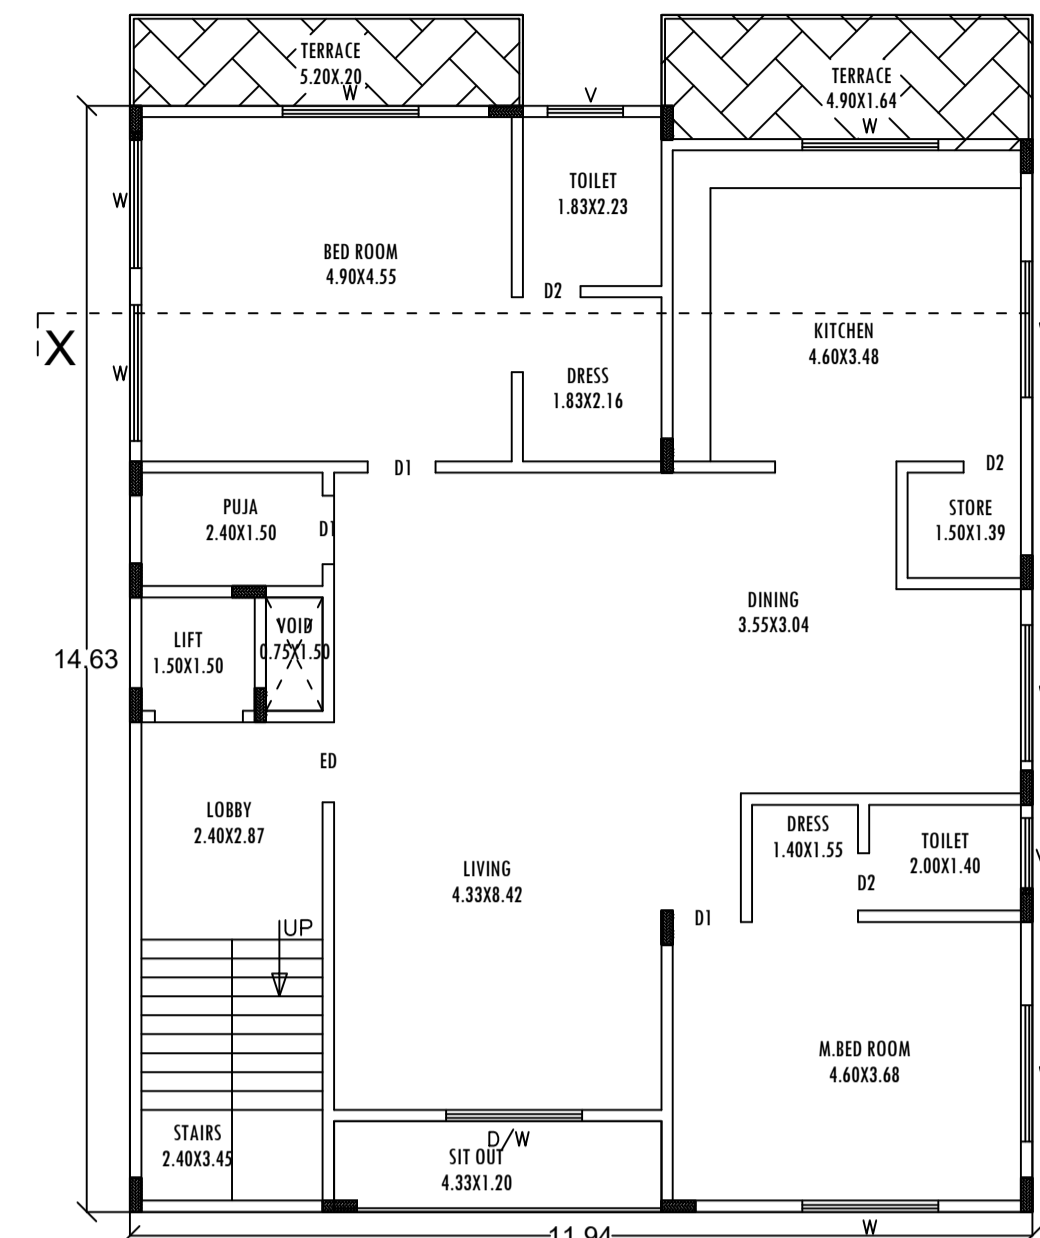 TERRACE
5.20X.20
W
V
TERRACE
4.90X1.64
W
TOILET
1.83X2.23
W
BED ROOM
4.90X4.55
D2
X
KITCHEN
4.60X3.48
W
DRESS
1.83X2.16
D1
D2
PUJA
2.40X1.50
D1
STORE
1.50X1.39
DINING
3.55X3.04
LIFT
1.50X1.50
VOID
0.75X1.50
14.63
ED
LOBBY
2.40X2.87
DRESS
1.40X1.55
TOILET
2.00X1.40
LIVING
4.33X8.42
D2
D1
UP
M.BED ROOM
4.60X3.68
STAIRS
2.40X3.45
D/W
SIT OUT
4.33X1.20
W
11.94